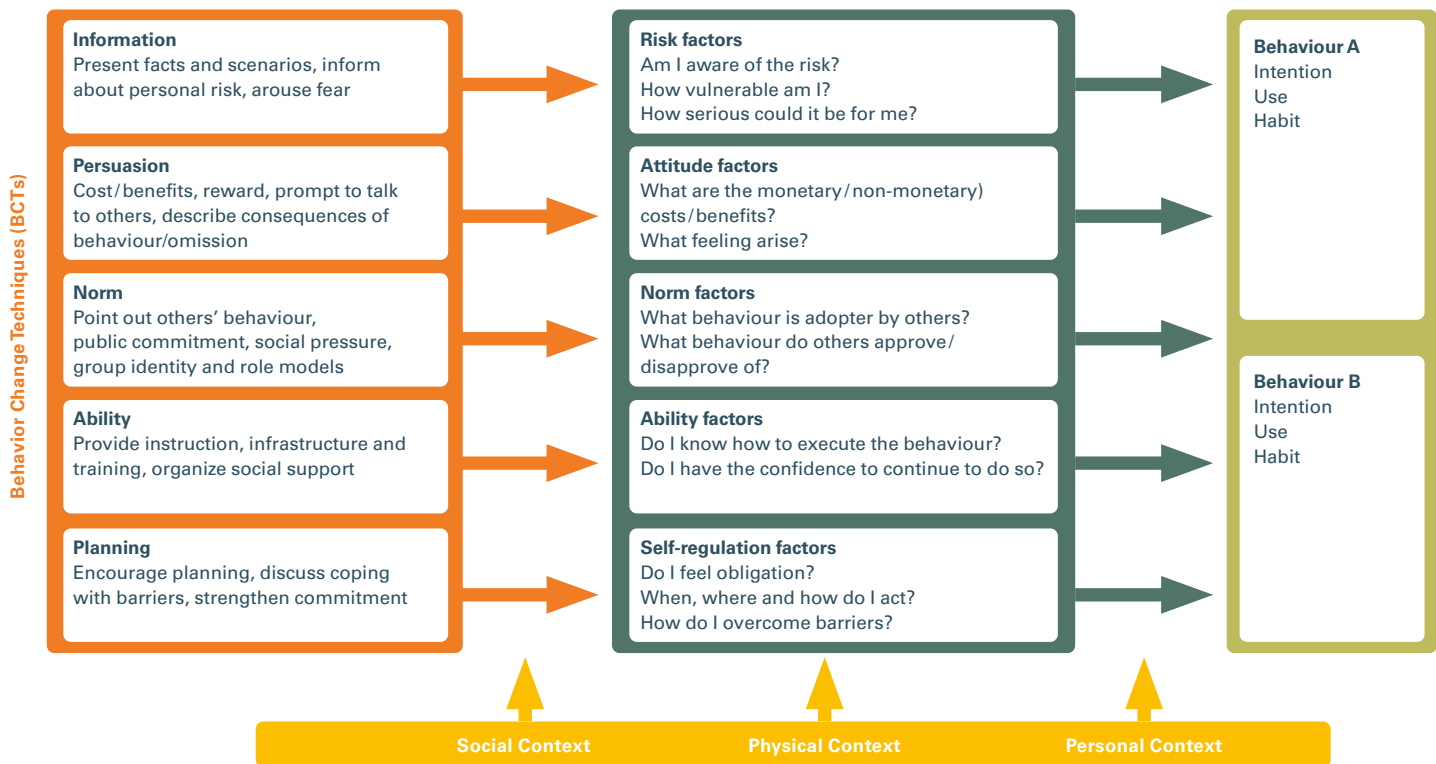 Behavior Change Techniques (BCTs)
Information
Present facts and scenarios, inform
about personal risk, arouse fear
Persuasion
Cost/benefits, reward, prompt to talk
to others, describe consequences of
behaviour/omission
Norm
Point out others’ behaviour,
public commitment, social pressure,
group identity and role models
Ability
Provide instruction, infrastructure and
training, organize social support
Planning
Encourage planning, discuss coping
with barriers, strengthen commitment
Risk factors
Am I aware of the risk?
How vulnerable am I?
How serious could it be for me?
Attitude factors
What are the monetary/non-monetary)
costs/benefits?
What feeling arise?
Norm factors
What behaviour is adopter by others?
What behaviour do others approve/
disapprove of?
Ability factors
Do I know how to execute the behaviour?
Do I have the confidence to continue to do so?
Self-regulation factors
Do I feel obligation?
When, where and how do I act?
How do I overcome barriers?
Behaviour A
Intention
Use
Habit
Behaviour B
Intention
Use
Habit
Social Context
Physical Context
Personal Context